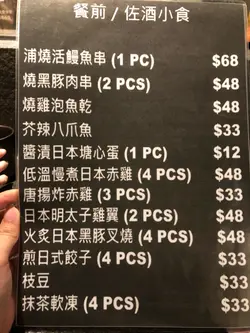 餐前 / 佐酒小食
浦燒活鰻魚串 (1 PC) $68
燒黑豚肉串 (2 PCS) $48
燒雞泡魚乾 $48
芥辣八爪魚 $33
醬漬日本塘心蛋 (1 PC) $12
低溫慢煮日本赤雞 (4 PCS) $48
唐揚炸赤雞 (3 PCS) $33
日本明太子雞翼 (2 PCS) $48
火炙日本黑豚叉燒 (4 PCS) $48
煎日式餃子 (4 PCS) $33
枝豆 $33
抹茶軟凍 (4 PCS) $33